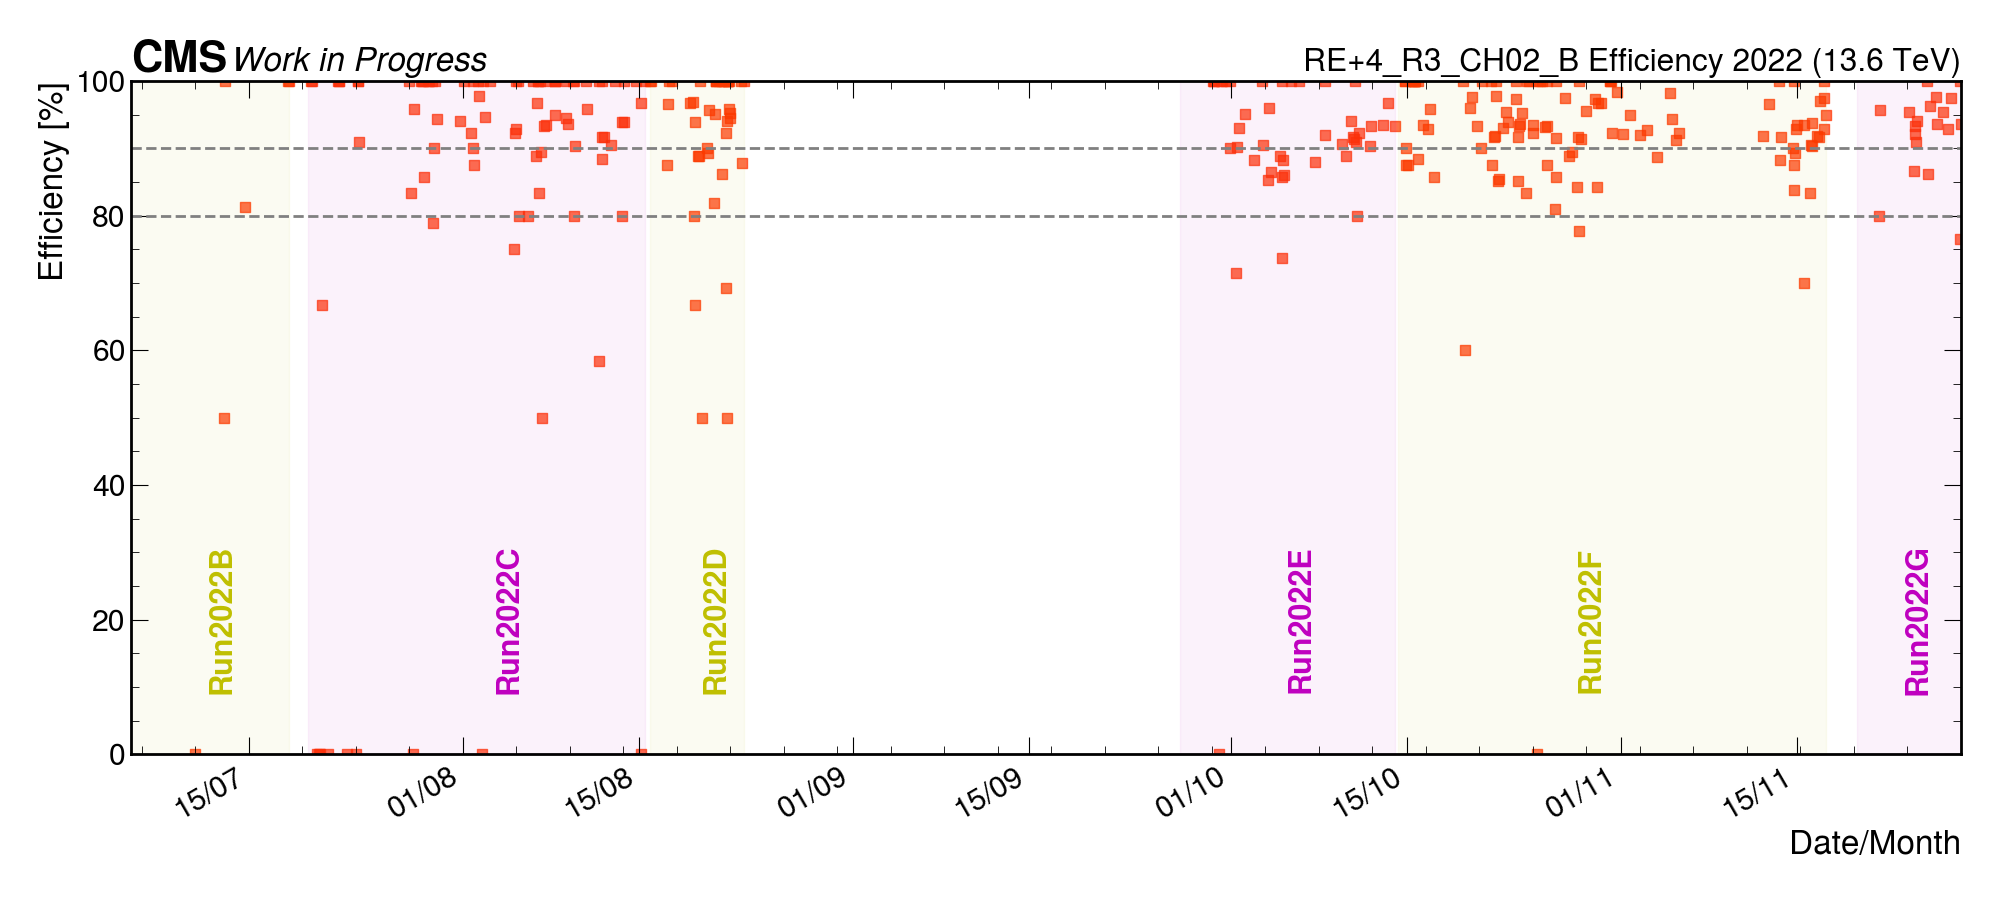 CMS Work in Progress
RE+4_R3_CH02_B Efficiency 2022 (13.6 TeV)
Efficiency [%]
100
80
60
40
20
0
Run2022B
Run2022C
Run2022D
Run2022E
Run2022F
Run2022G
15/07
01/08
15/08
01/09
15/09
01/10
15/10
01/11
15/11
Date/Month